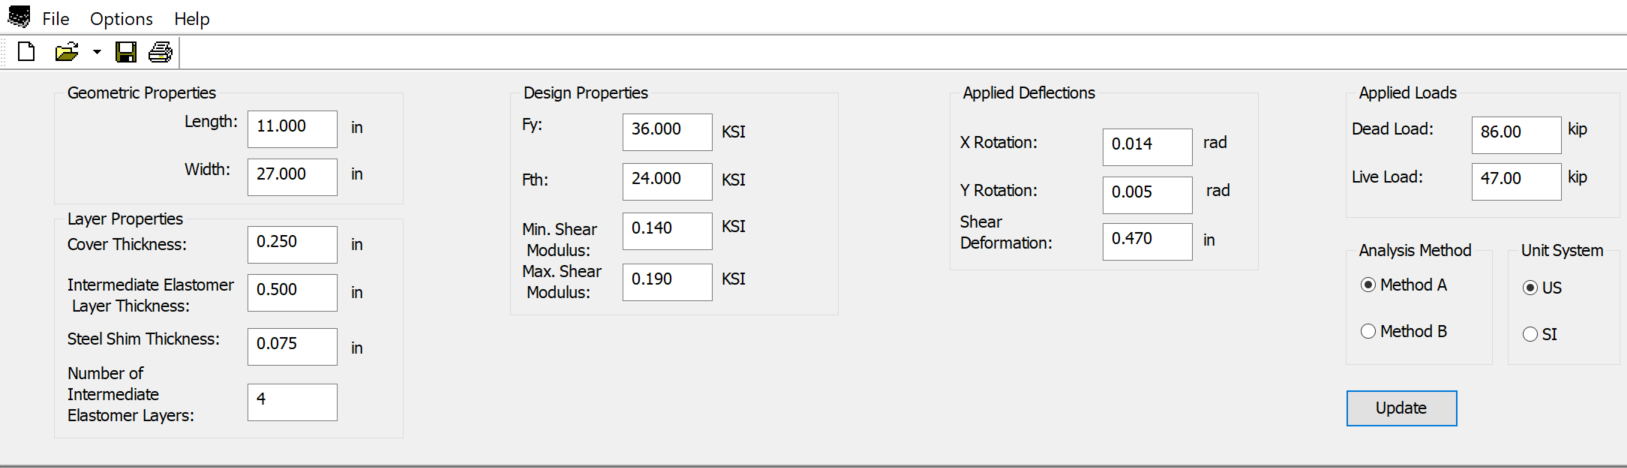 File Options Help
Geometric Properties
Length: 11.000 in
Width: 27.000 in
Layer Properties
Cover Thickness: 0.250 in
Intermediate Elastomer
Layer Thickness: 0.500 in
Steel Shim Thickness: 0.075 in
Number of
Intermediate
Elastomer Layers: 4
Design Properties
Fy: 36.000 KSI
Fth: 24.000 KSI
Min. Shear
Modulus: 0.140 KSI
Max. Shear
Modulus: 0.190 KSI
Applied Deflections
X Rotation: 0.014 rad
Y Rotation: 0.005 rad
Shear
Deformation: 0.470 in
Applied Loads
Dead Load: 86.00 kip
Live Load: 47.00 kip
Analysis Method
Method A
Method B
Unit System
US
SI
Update